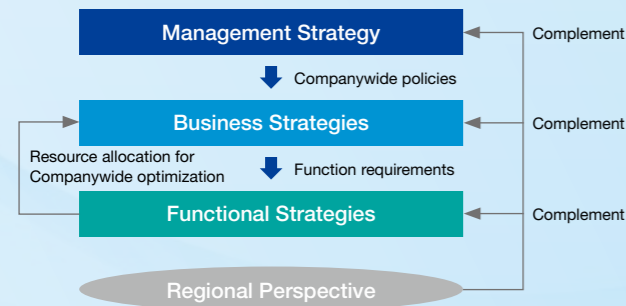 Management Strategy
Complement
Companywide policies
Business Strategies
Complement
Resource allocation for
Companywide optimization
Function requirements
Functional Strategies
Complement
Regional Perspective